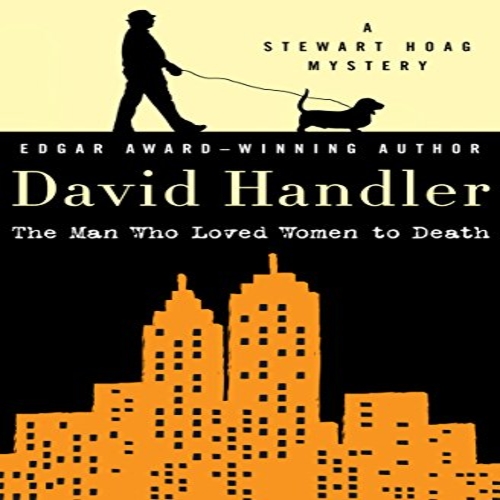 A
STEWART HOAG
MYSTERY
EDGAR AWARD–WINNING AUTHOR
David Handler
The Man Who Loved Women to Death